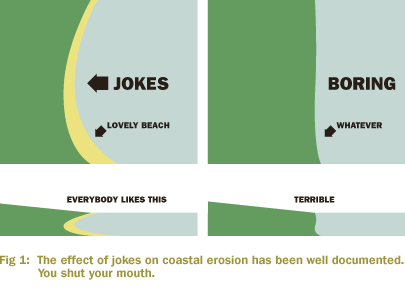 JOKES
LOVELY BEACH
BORING
WHATEVER
EVERYBODY LIKES THIS
TERRIBLE
Fig 1: The effect of jokes on coastal erosion has been well documented.
You shut your mouth.